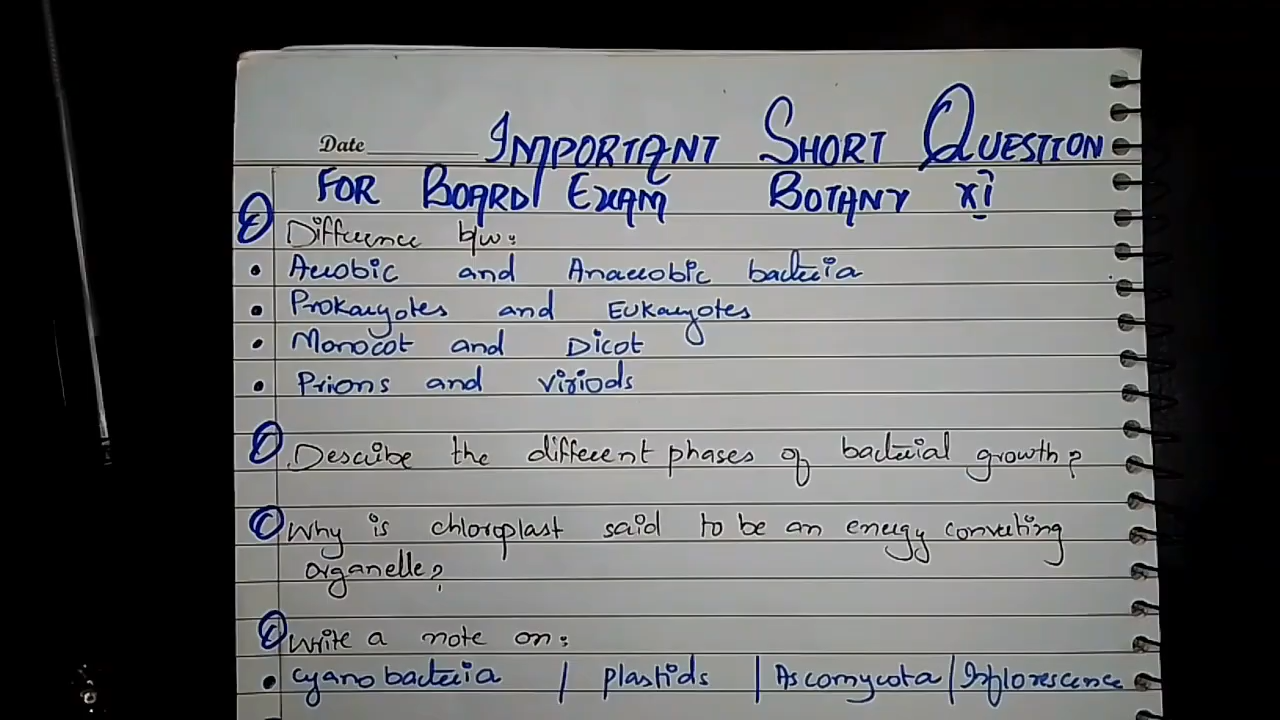 Date IMPORTANT SHORT QUESTION
FOR BOARD EXAM BOTANY XI
Difference b/w:
• Aerobic and Anaerobic bacteria
• Prokaryotes and Eukaryotes
• Monocot and Dicot
• Prions and viriods
Describe the different phases of bacterial growth?
Why is chloroplast said to be an energy converting
organelle?
Write a note on:
• cyanobacteria | plastids | Ascomycota | Inflorescence